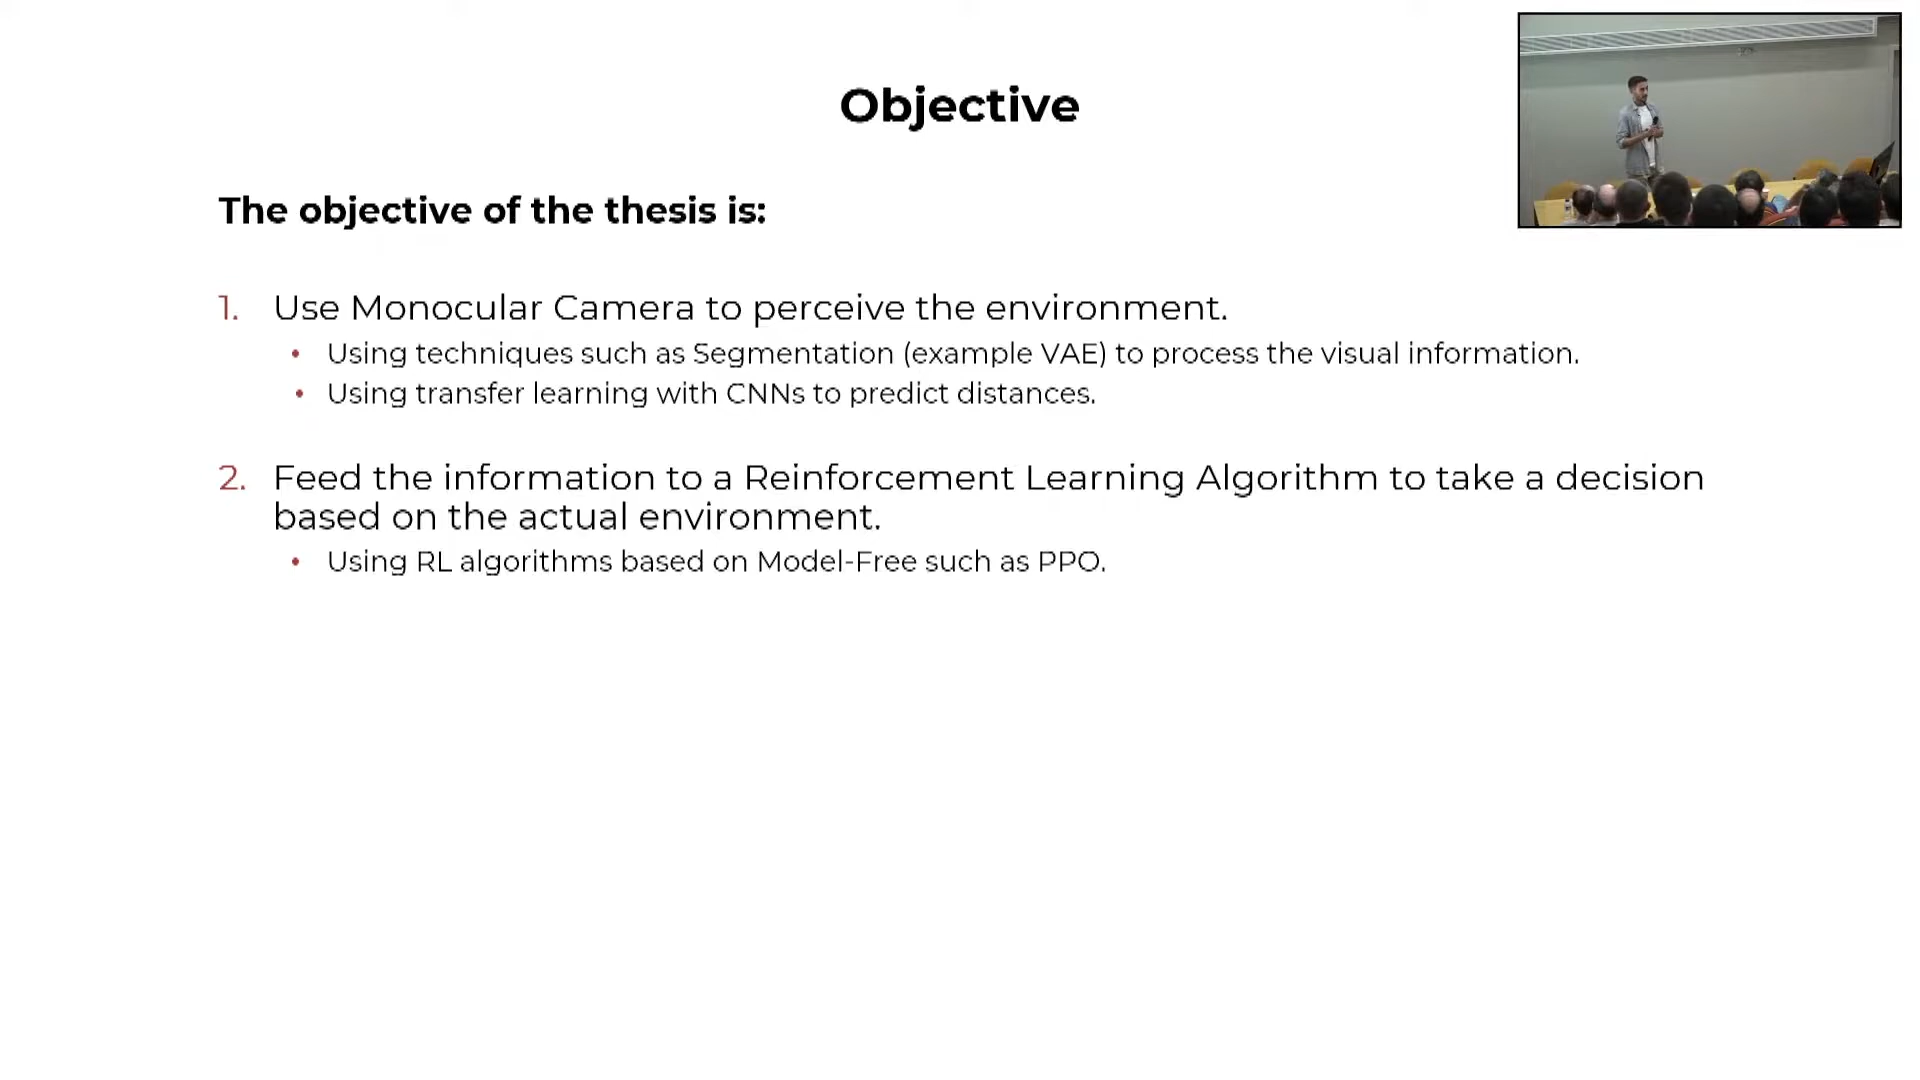 Objective
The objective of the thesis is:
1. Use Monocular Camera to perceive the environment.
• Using techniques such as Segmentation (example VAE) to process the visual information.
• Using transfer learning with CNNs to predict distances.
2. Feed the information to a Reinforcement Learning Algorithm to take a decision
based on the actual environment.
• Using RL algorithms based on Model-Free such as PPO.